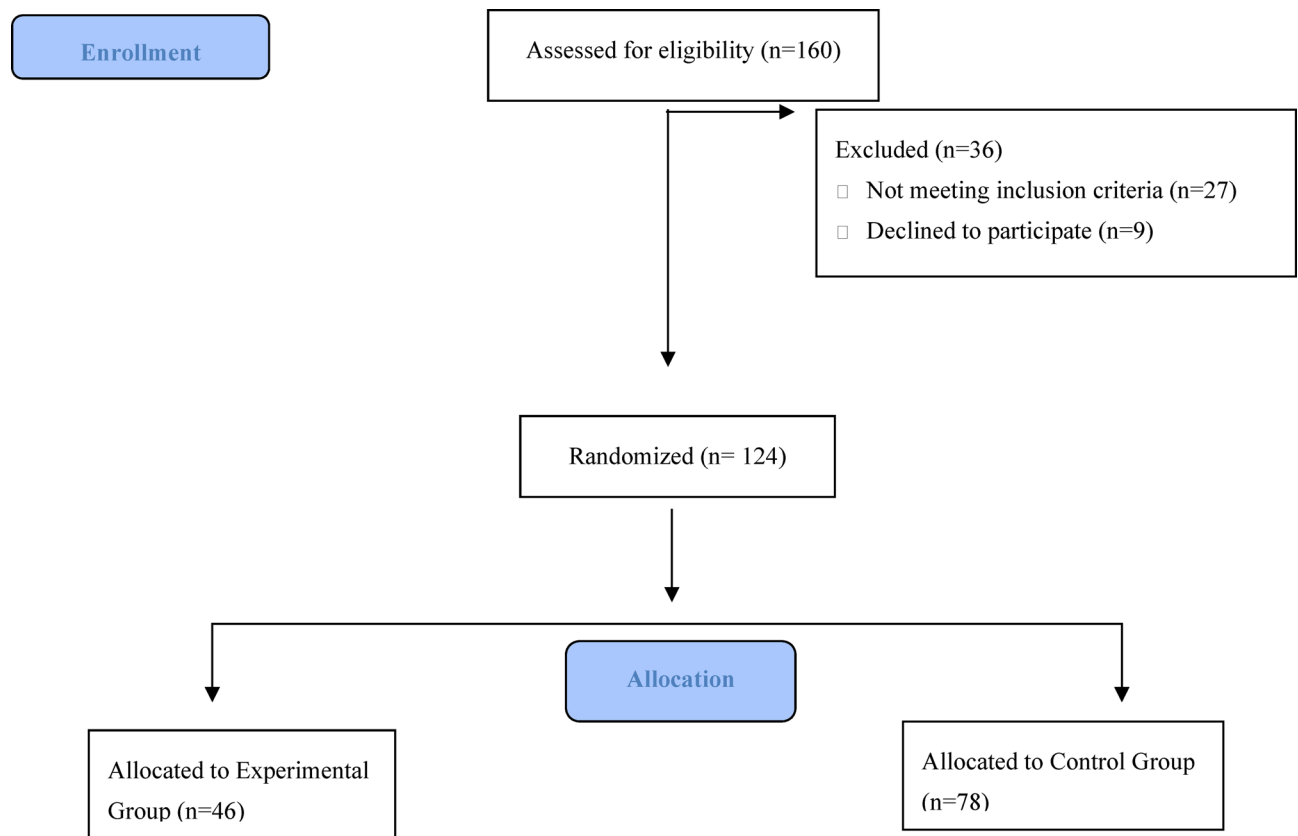 Enrollment
Assessed for eligibility (n=160)
Excluded (n=36)
Not meeting inclusion criteria (n=27)
Declined to participate (n=9)
Randomized (n= 124)
Allocation
Allocated to Experimental
Group (n=46)
Allocated to Control Group
(n=78)